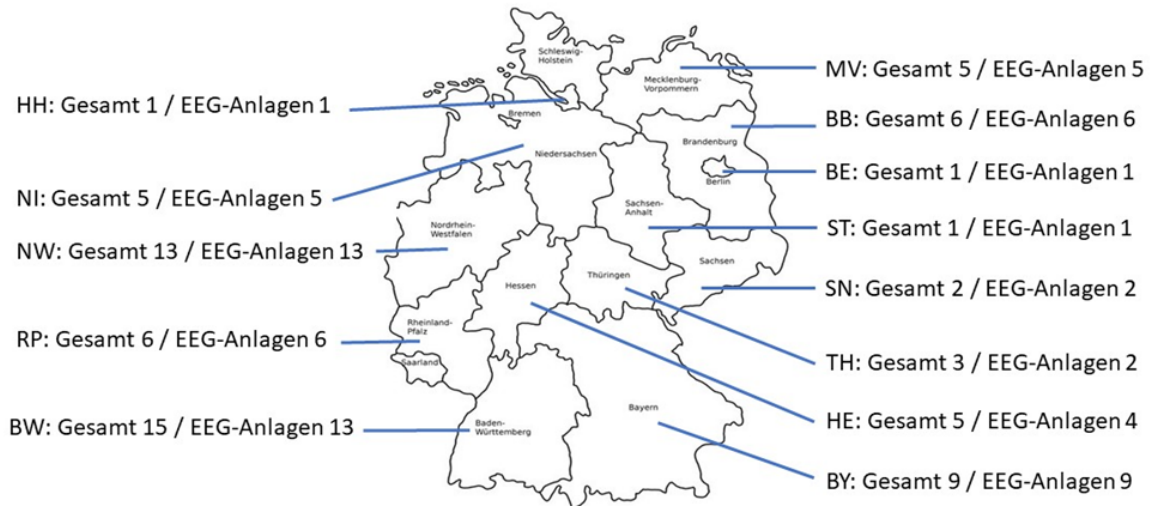 Schleswig-
Holstein
MV: Gesamt 5 / EEG-Anlagen 5
Mecklenburg-
Vorpommern
HH: Gesamt 1 / EEG-Anlagen 1
Bremen
BB: Gesamt 6 / EEG-Anlagen 6
Brandenburg
Niedersachsen
BE: Gesamt 1 / EEG-Anlagen 1
Berlin
NI: Gesamt 5 / EEG-Anlagen 5
Sachsen-
Anhalt
ST: Gesamt 1 / EEG-Anlagen 1
Nordrhein-
Westfalen
NW: Gesamt 13 / EEG-Anlagen 13
Sachsen
Thüringen
Hessen
SN: Gesamt 2 / EEG-Anlagen 2
Rheinland-
Pfalz
RP: Gesamt 6 / EEG-Anlagen 6
Saarland
TH: Gesamt 3 / EEG-Anlagen 2
Bayern
HE: Gesamt 5 / EEG-Anlagen 4
BW: Gesamt 15 / EEG-Anlagen 13
Baden-
Württemberg
BY: Gesamt 9 / EEG-Anlagen 9